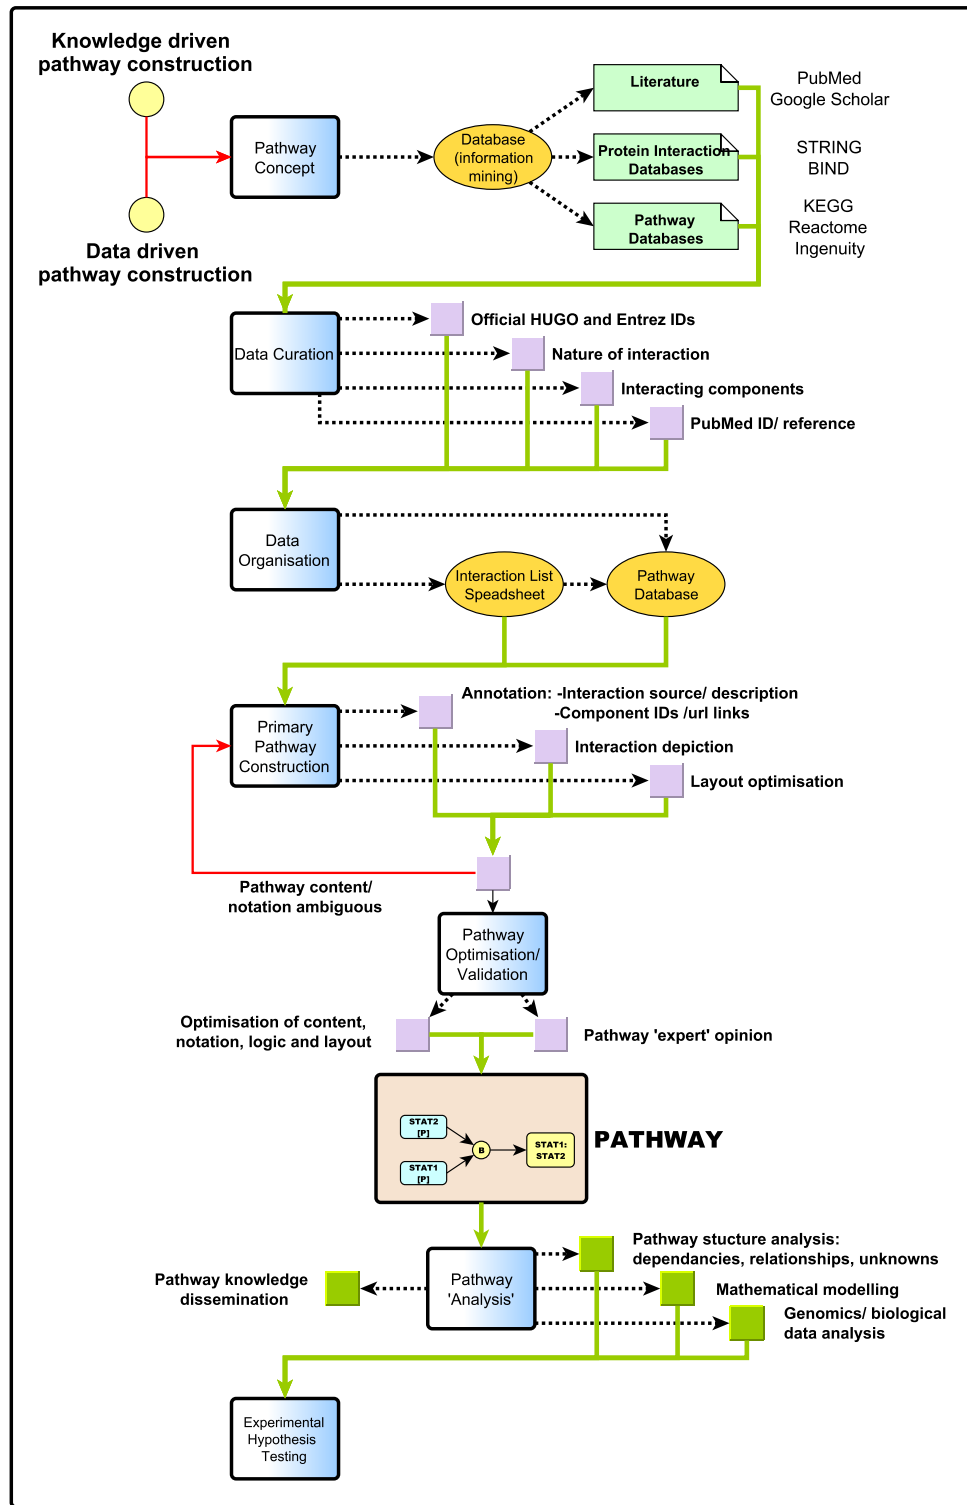 Knowledge driven
pathway construction
Pathway
Concept
Database
(information
mining)
Literature
PubMed
Google Scholar
Protein Interaction
Databases
STRING
BIND
Pathway
Databases
KEGG
Reactome
Ingenuity
Data driven
pathway construction
Data Curation
Official HUGO and Entrez IDs
Nature of interaction
Interacting components
PubMed ID/ reference
Data
Organisation
Interaction List
Speadsheet
Pathway
Database
Primary
Pathway
Construction
Annotation: -Interaction source/ description
-Component IDs /url links
Interaction depiction
Layout optimisation
Pathway content/
notation ambiguous
Pathway
Optimisation/
Validation
Optimisation of content,
notation, logic and layout
Pathway 'expert' opinion
STAT2
[P]
STAT1
[P]
B
STAT1:
STAT2
PATHWAY
Pathway
'Analysis'
Pathway knowledge
dissemination
Pathway stucture analysis:
dependancies, relationships, unknowns
Mathematical modelling
Genomics/ biological
data analysis
Experimental
Hypothesis
Testing